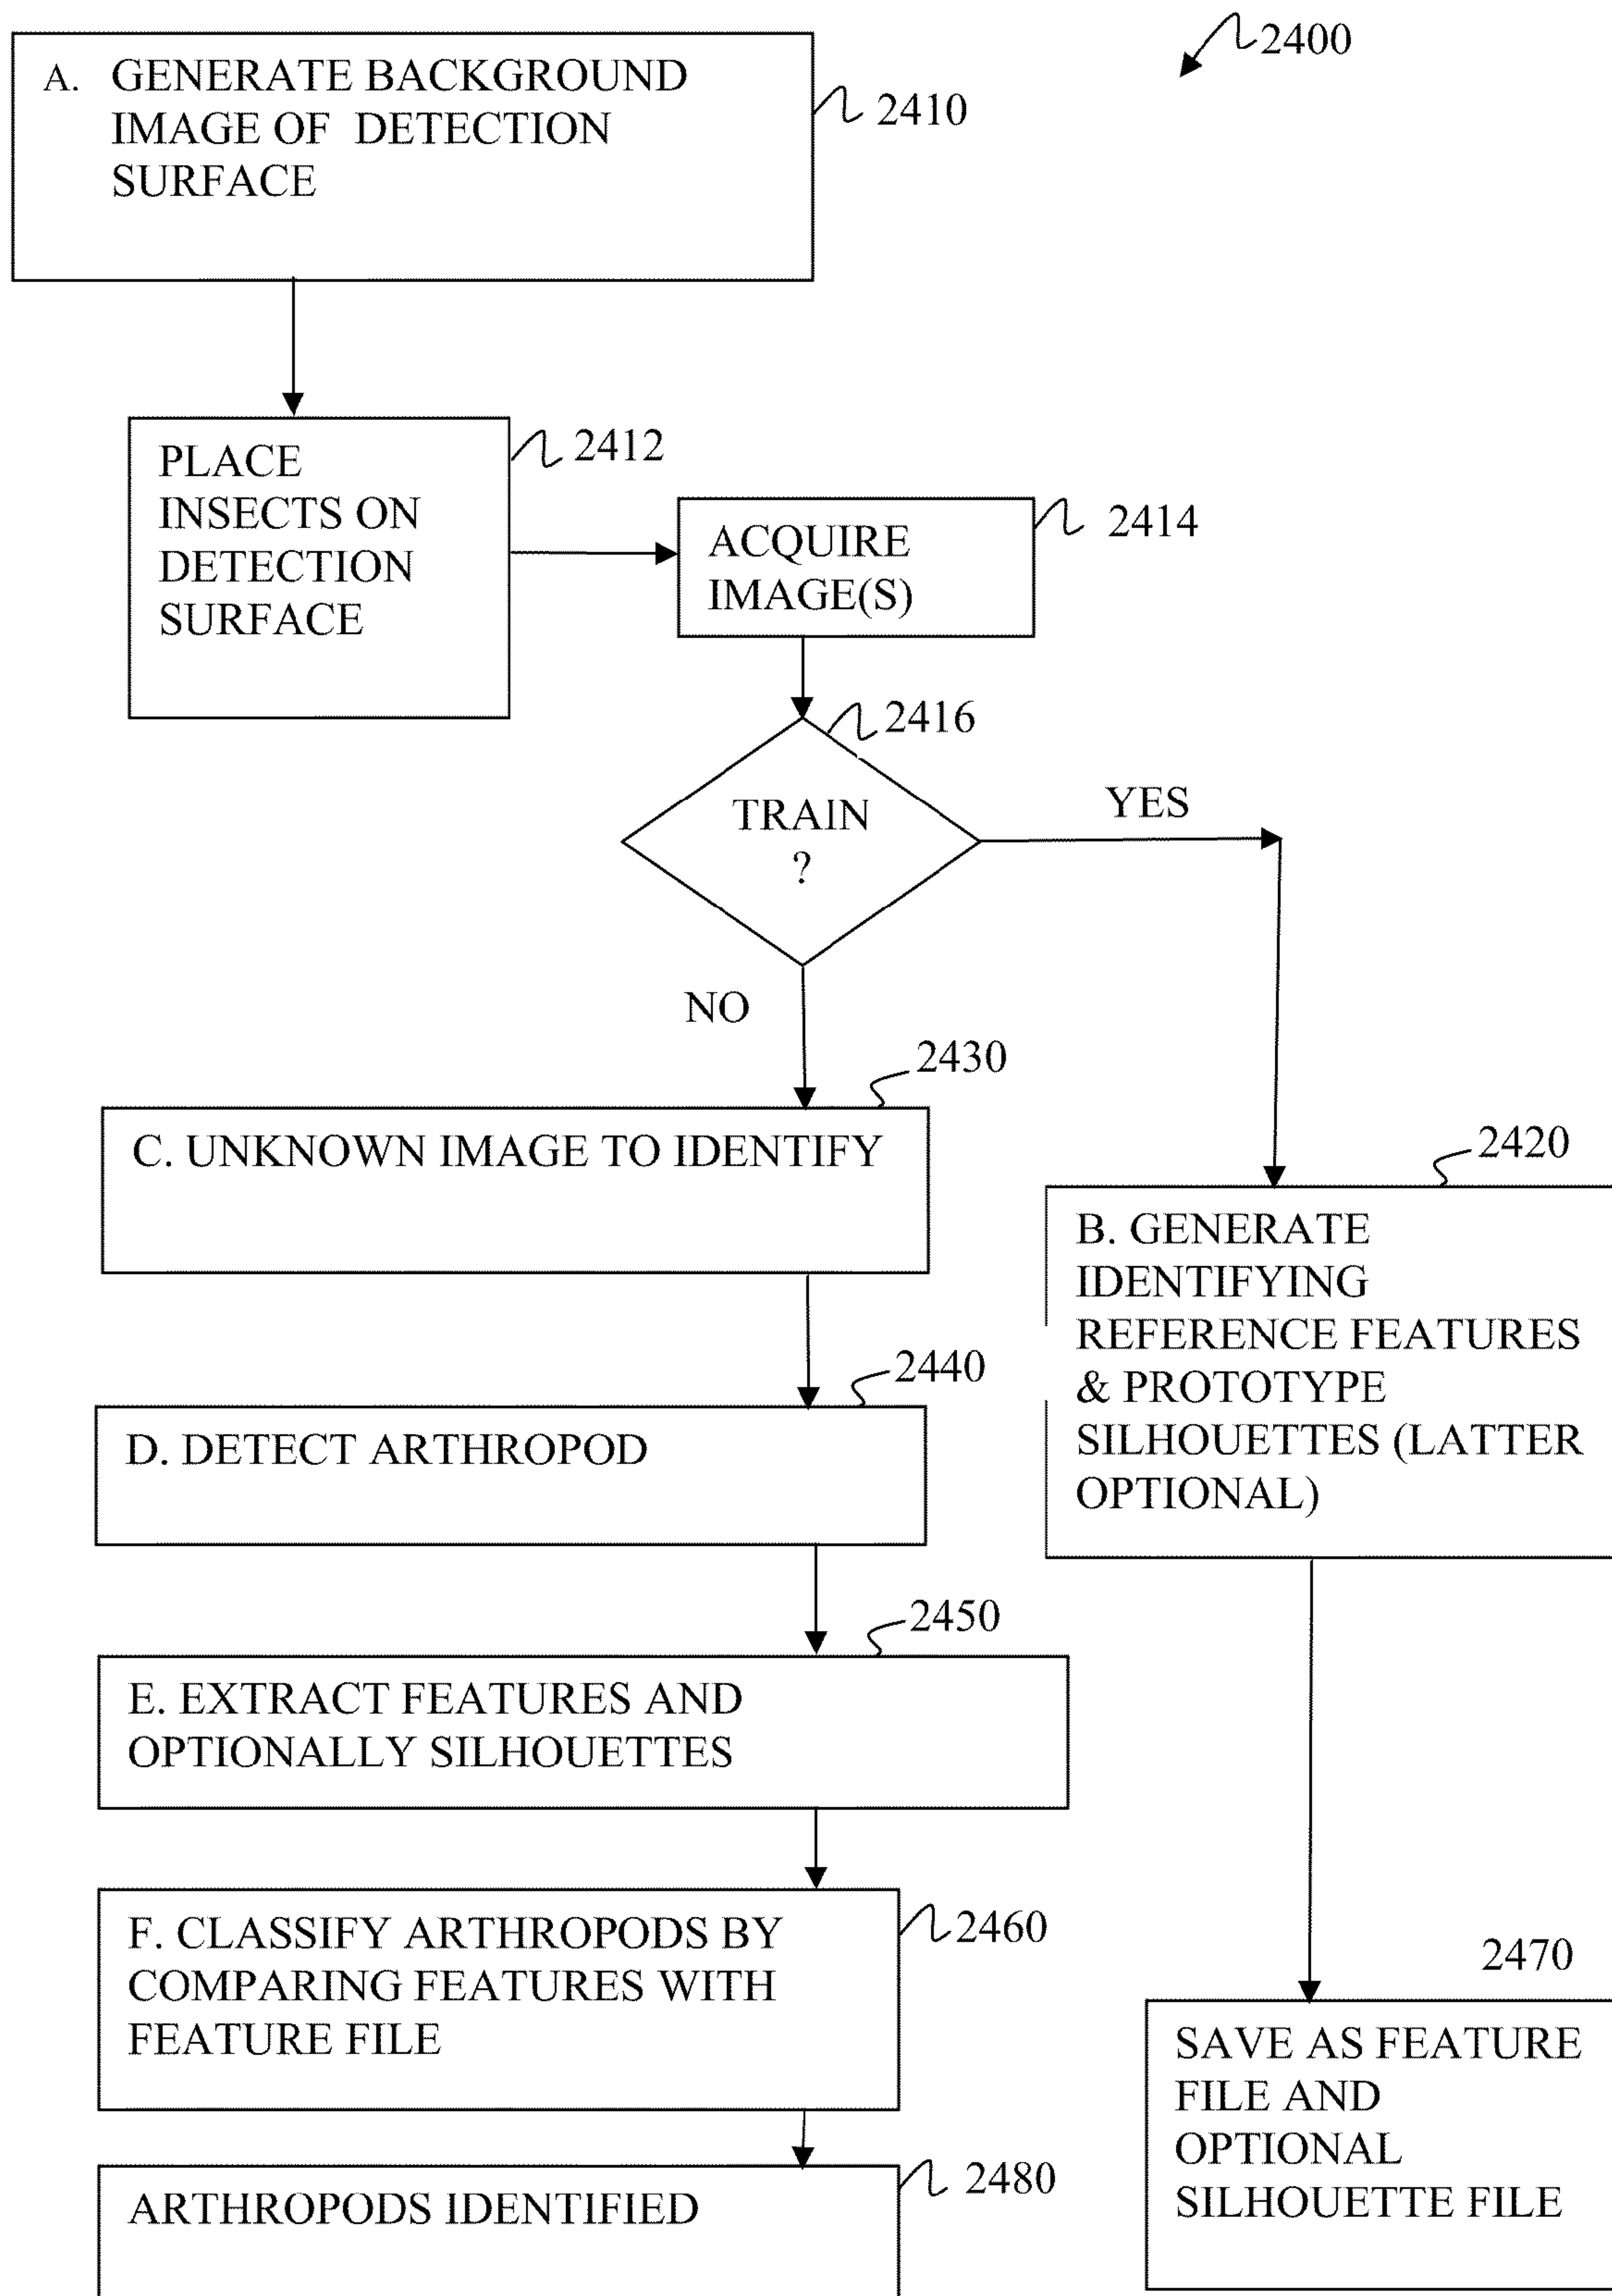 2400
A. GENERATE BACKGROUND
IMAGE OF DETECTION
SURFACE
2410
PLACE
INSECTS ON
DETECTION
SURFACE
2412
ACQUIRE
IMAGE(S)
2414
2416
TRAIN
?
YES
NO
2430
C. UNKNOWN IMAGE TO IDENTIFY
2420
B. GENERATE
IDENTIFYING
REFERENCE FEATURES
& PROTOTYPE
SILHOUETTES (LATTER
OPTIONAL)
2440
D. DETECT ARTHROPOD
2450
E. EXTRACT FEATURES AND
OPTIONALLY SILHOUETTES
F. CLASSIFY ARTHROPODS BY
COMPARING FEATURES WITH
FEATURE FILE
2460
2470
SAVE AS FEATURE
FILE AND
OPTIONAL
SILHOUETTE FILE
ARTHROPODS IDENTIFIED
2480